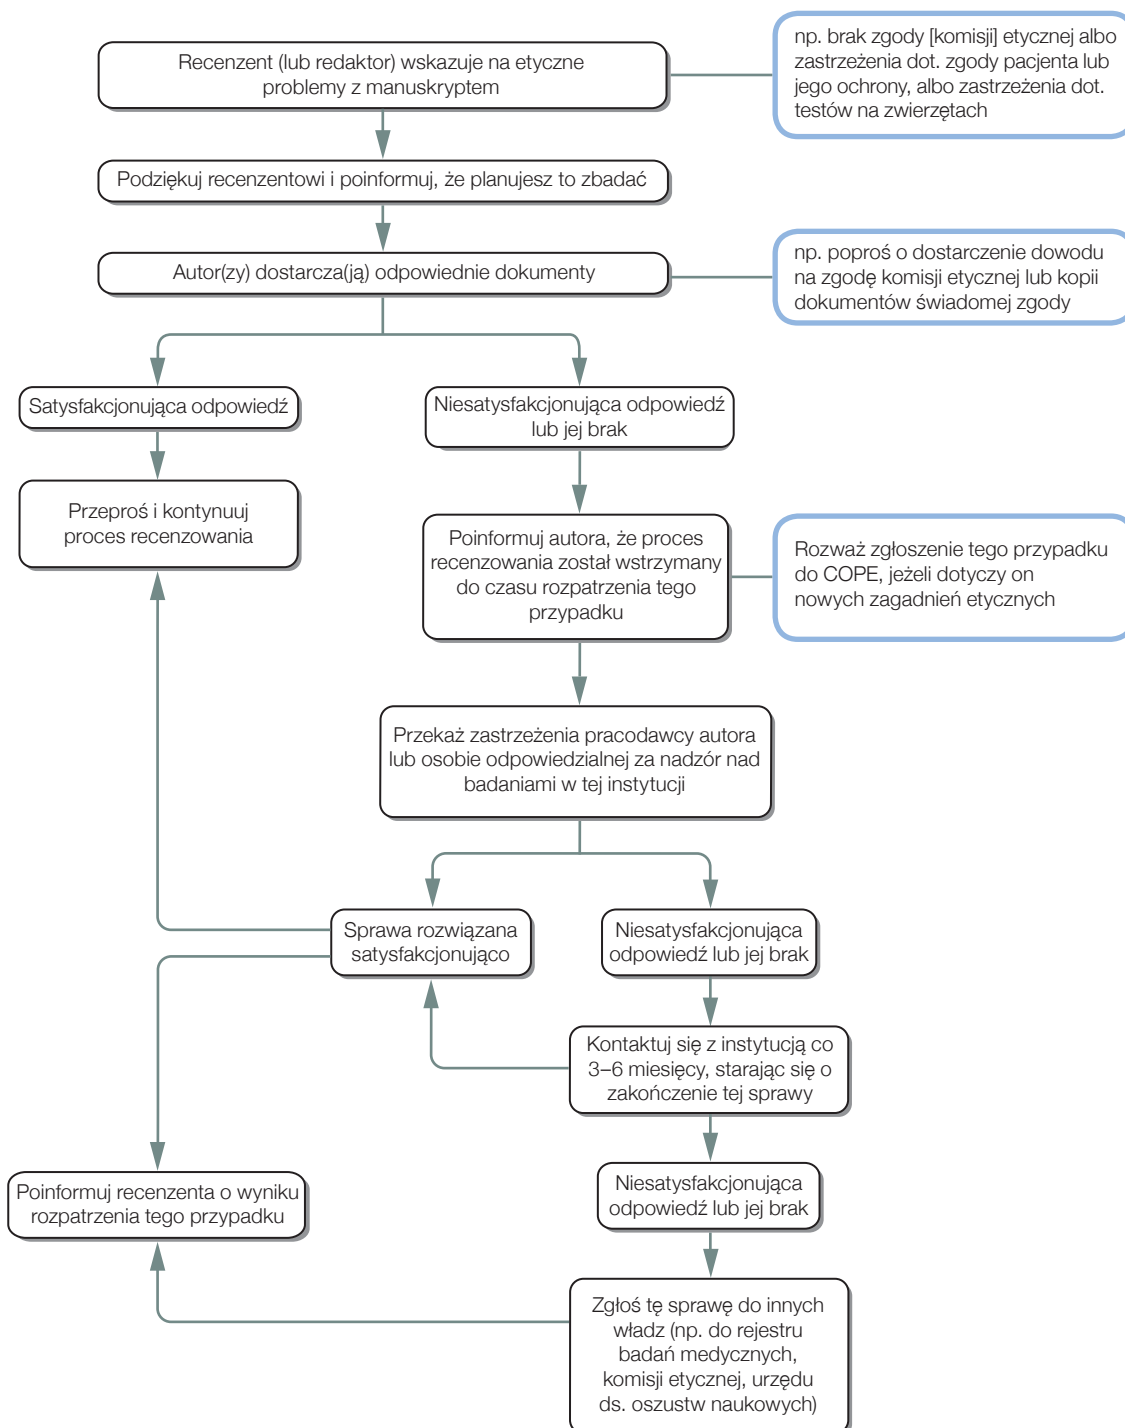 Recenzent (lub redaktor) wskazuje na etyczne
problemy z manuskryptem
np. brak zgody [komisji] etycznej albo
zastrzeżenia dot. zgody pacjenta lub
jego ochrony, albo zastrzeżenia dot.
testów na zwierzętach
Podziękuj recenzentowi i poinformuj, że planujesz to zbadać
Autor(zy) dostarcza(ją) odpowiednie dokumenty
np. poproś o dostarczenie dowodu
na zgodę komisji etycznej lub kopii
dokumentów świadomej zgody
Satysfakcjonująca odpowiedź
Niesatysfakcjonująca odpowiedź
lub jej brak
Przeproś i kontynuuj
proces recenzowania
Poinformuj autora, że proces
recenzowania został wstrzymany
do czasu rozpatrzenia tego
przypadku
Rozważ zgłoszenie tego przypadku
do COPE, jeżeli dotyczy on
nowych zagadnień etycznych
Przekaż zastrzeżenia pracodawcy autora
lub osobie odpowiedzialnej za nadzór nad
badaniami w tej instytucji
Sprawa rozwiązana
satysfakcjonująco
Niesatysfakcjonująca
odpowiedź lub jej brak
Kontaktuj się z instytucją co
3–6 miesięcy, starając się o
zakończenie tej sprawy
Niesatysfakcjonująca
odpowiedź lub jej brak
Poinformuj recenzenta o wyniku
rozpatrzenia tego przypadku
Zgłoś tę sprawę do innych
władz (np. do rejestru
badań medycznych,
komisji etycznej, urzędu
ds. oszustw naukowych)